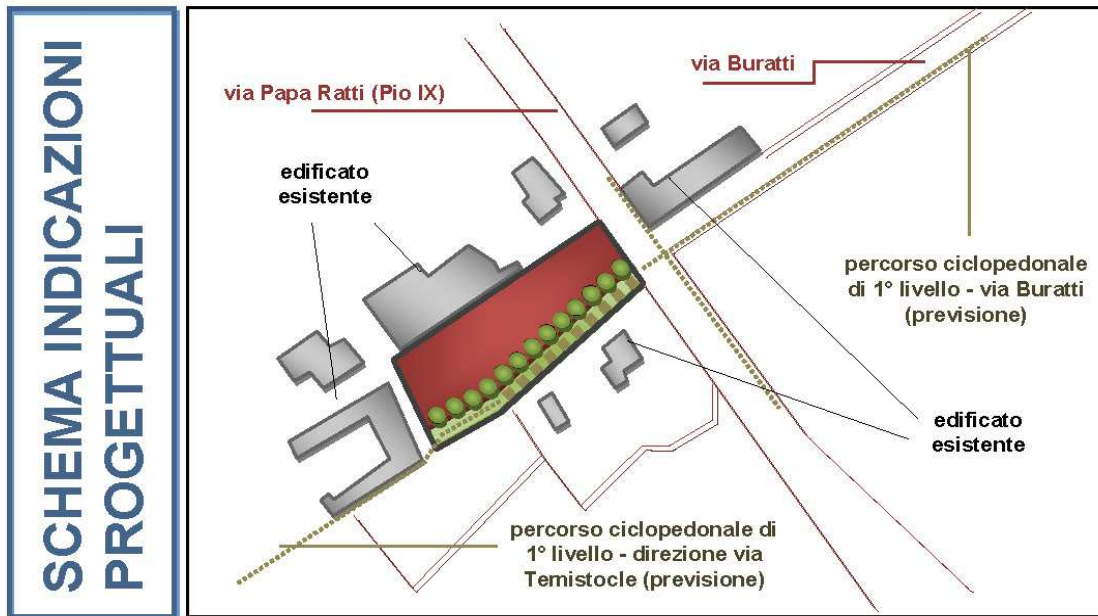 SCHEMA INDICAZIONI
PROGETTUALI
via Papa Ratti (Pio IX)
via Buratti
edificato
esistente
percorso ciclopedonale
di 1° livello - via Buratti
(previsione)
edificato
esistente
percorso ciclopedonale di
1° livello - direzione via
Temistocle (previsione)